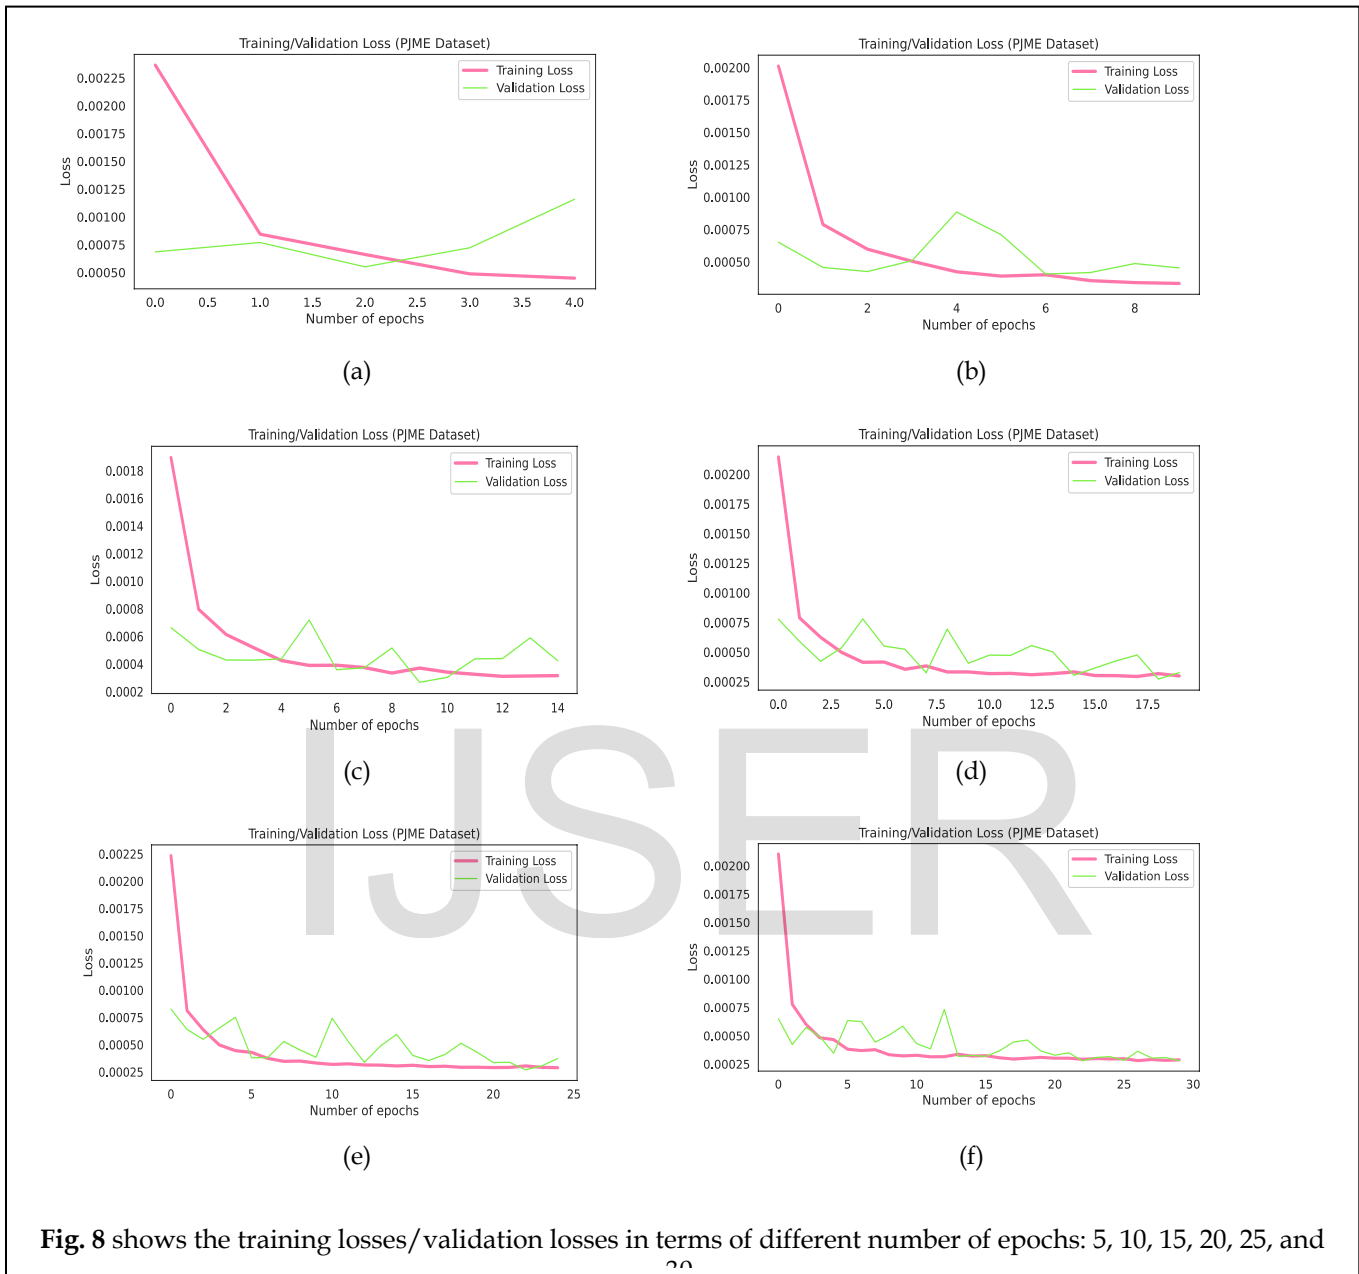 Training/Validation Loss (PJME Dataset)
Training Loss
Validation Loss
0.00225
0.00200
0.00175
0.00150
0.00125
0.00100
0.00075
0.00050
Loss
0.0 0.5 1.0 1.5 2.0 2.5 3.0 3.5 4.0
Number of epochs
(a)
Training/Validation Loss (PJME Dataset)
Training Loss
Validation Loss
0.00200
0.00175
0.00150
0.00125
0.00100
0.00075
0.00050
Loss
0 2 4 6 8
Number of epochs
(b)
Training/Validation Loss (PJME Dataset)
Training Loss
Validation Loss
0.0018
0.0016
0.0014
0.0012
0.0010
0.0008
0.0006
0.0004
0.0002
Loss
0 2 4 6 8 10 12 14
Number of epochs
(c)
Training/Validation Loss (PJME Dataset)
Training Loss
Validation Loss
0.00200
0.00175
0.00150
0.00125
0.00100
0.00075
0.00050
0.00025
Loss
0.0 2.5 5.0 7.5 10.0 12.5 15.0 17.5
Number of epochs
(d)
IJSER
Training/Validation Loss (PJME Dataset)
Training Loss
Validation Loss
0.00225
0.00200
0.00175
0.00150
0.00125
0.00100
0.00075
0.00050
0.00025
Loss
0 5 10 15 20 25
Number of epochs
(e)
Training/Validation Loss (PJME Dataset)
Training Loss
Validation Loss
0.00200
0.00175
0.00150
0.00125
0.00100
0.00075
0.00050
0.00025
Loss
0 5 10 15 20 25 30
Number of epochs
(f)
Fig. 8 shows the training losses/validation losses in terms of different number of epochs: 5, 10, 15, 20, 25, and